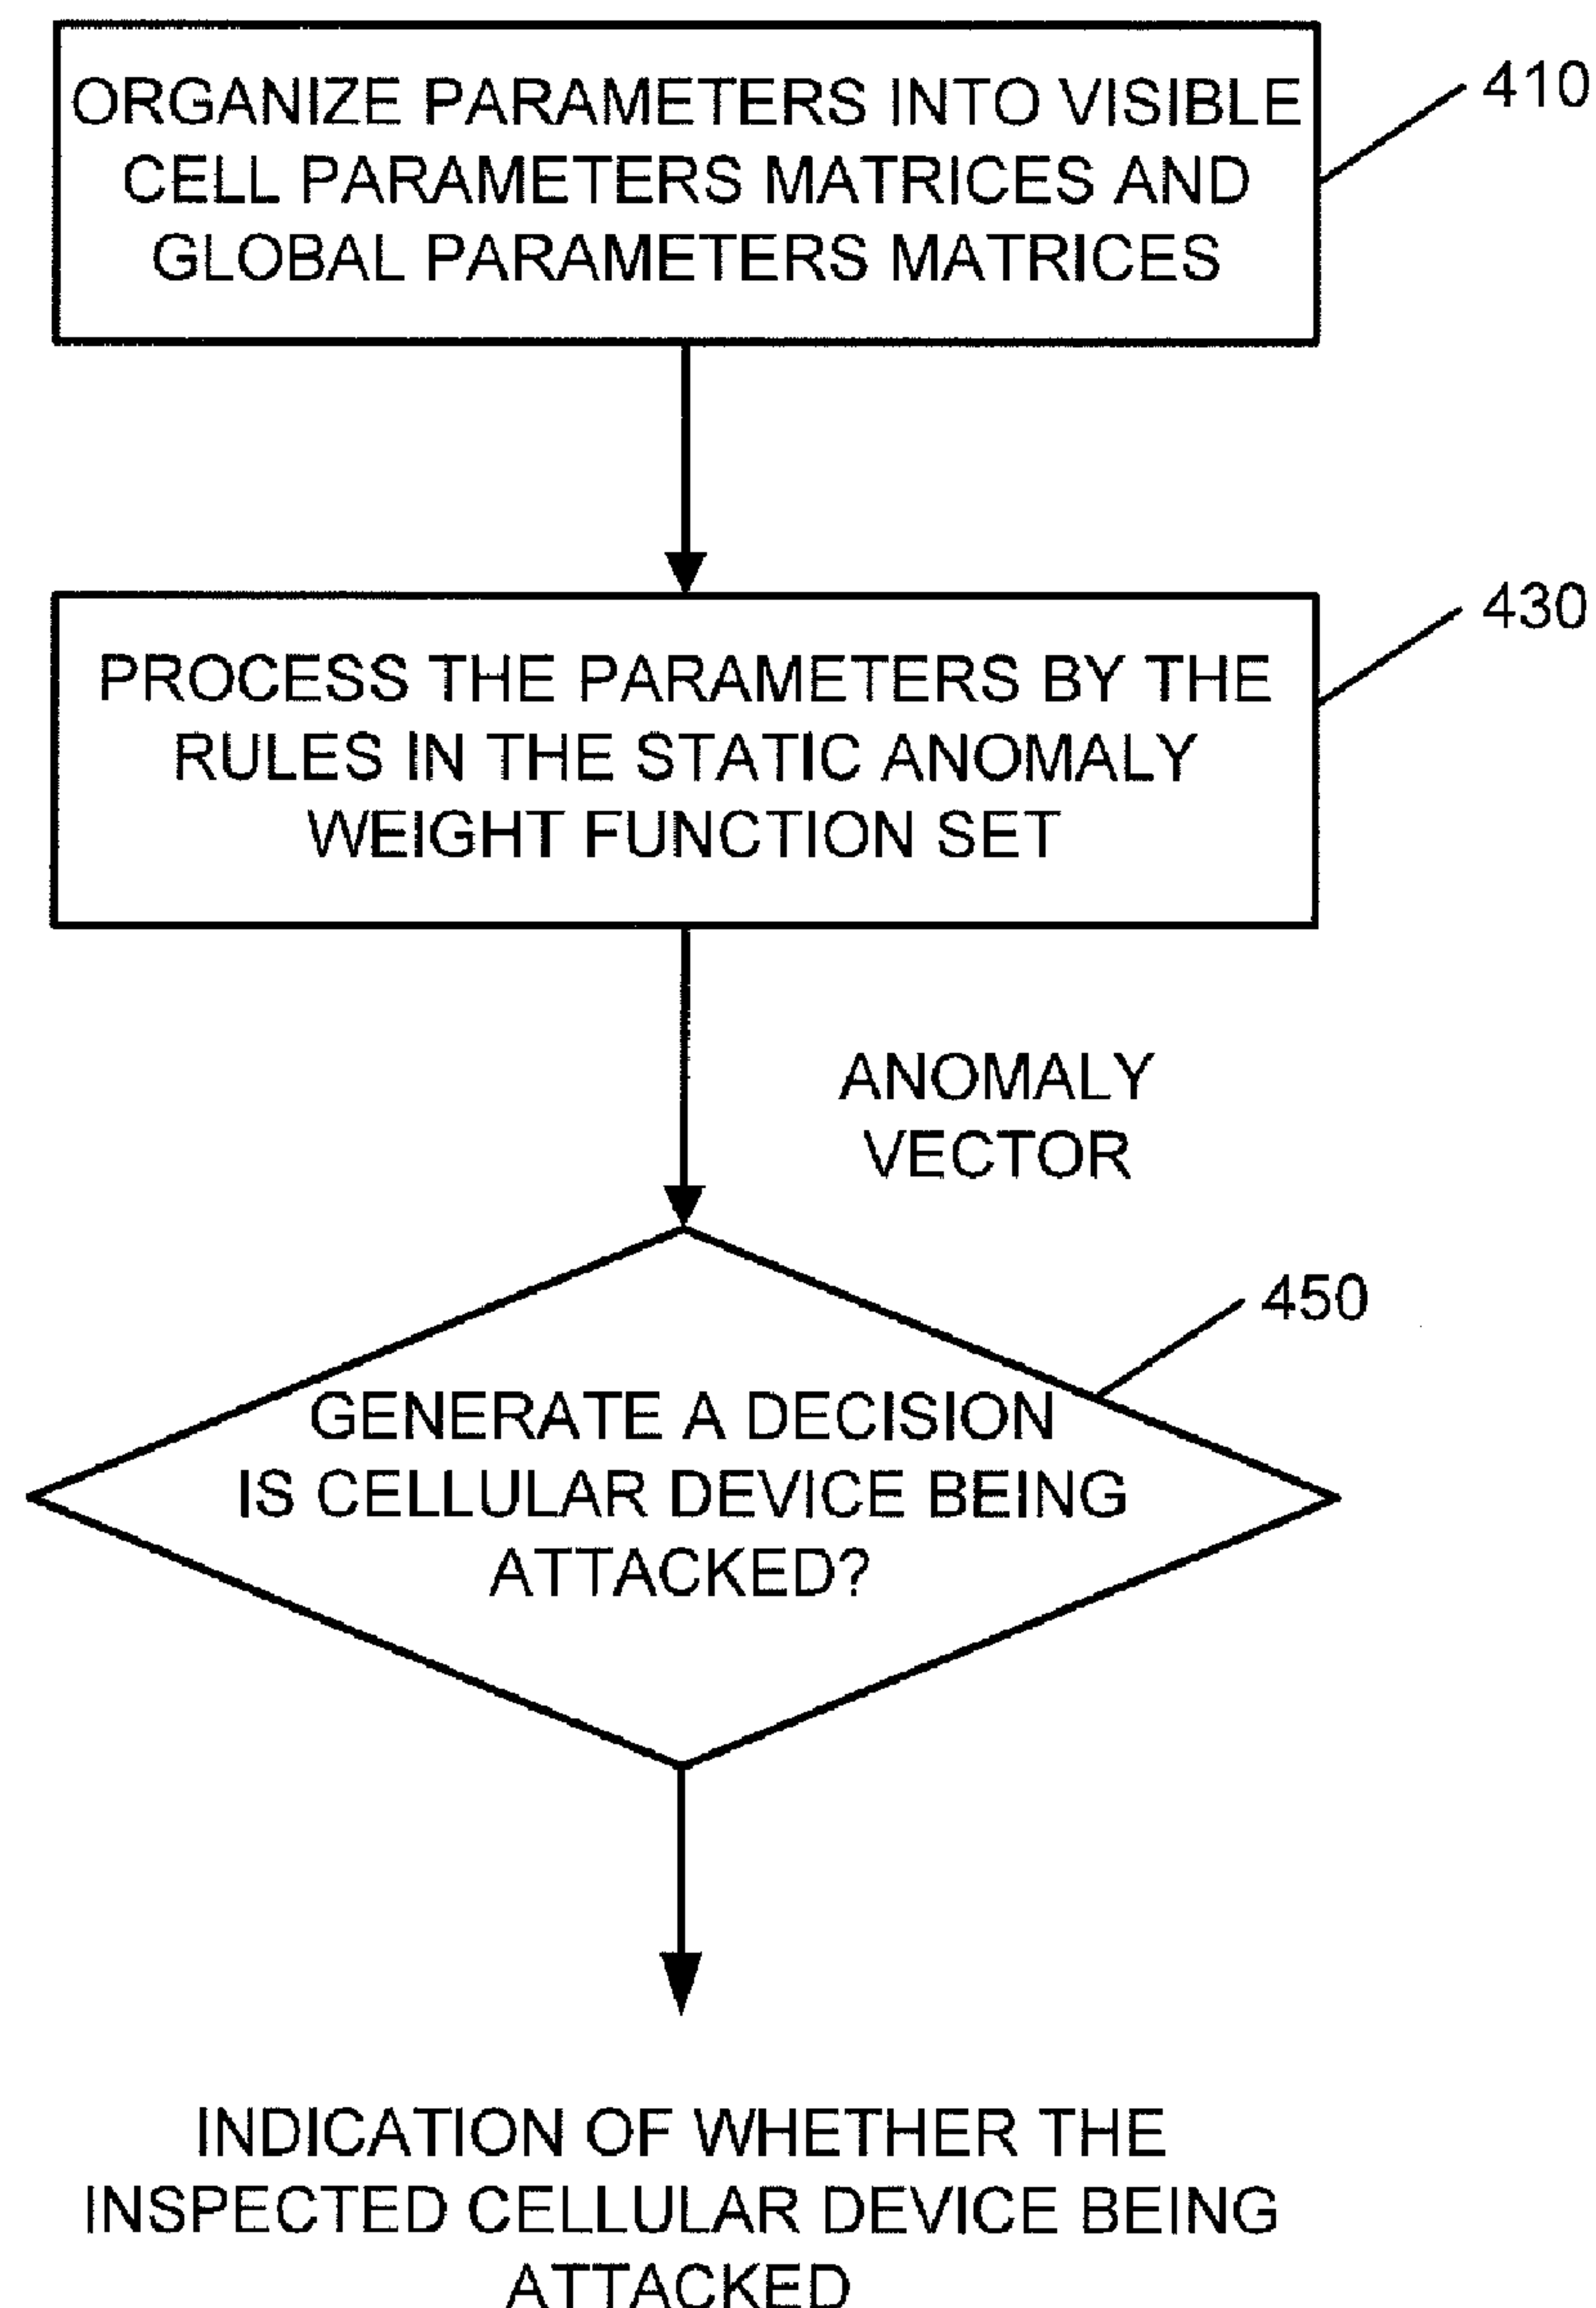 ORGANIZE PARAMETERS INTO VISIBLE
CELL PARAMETERS MATRICES AND
GLOBAL PARAMETERS MATRICES
410
PROCESS THE PARAMETERS BY THE
RULES IN THE STATIC ANOMALY
WEIGHT FUNCTION SET
430
ANOMALY
VECTOR
450
GENERATE A DECISION
IS CELLULAR DEVICE BEING
ATTACKED?
INDICATION OF WHETHER THE
INSPECTED CELLULAR DEVICE BEING
ATTACKED